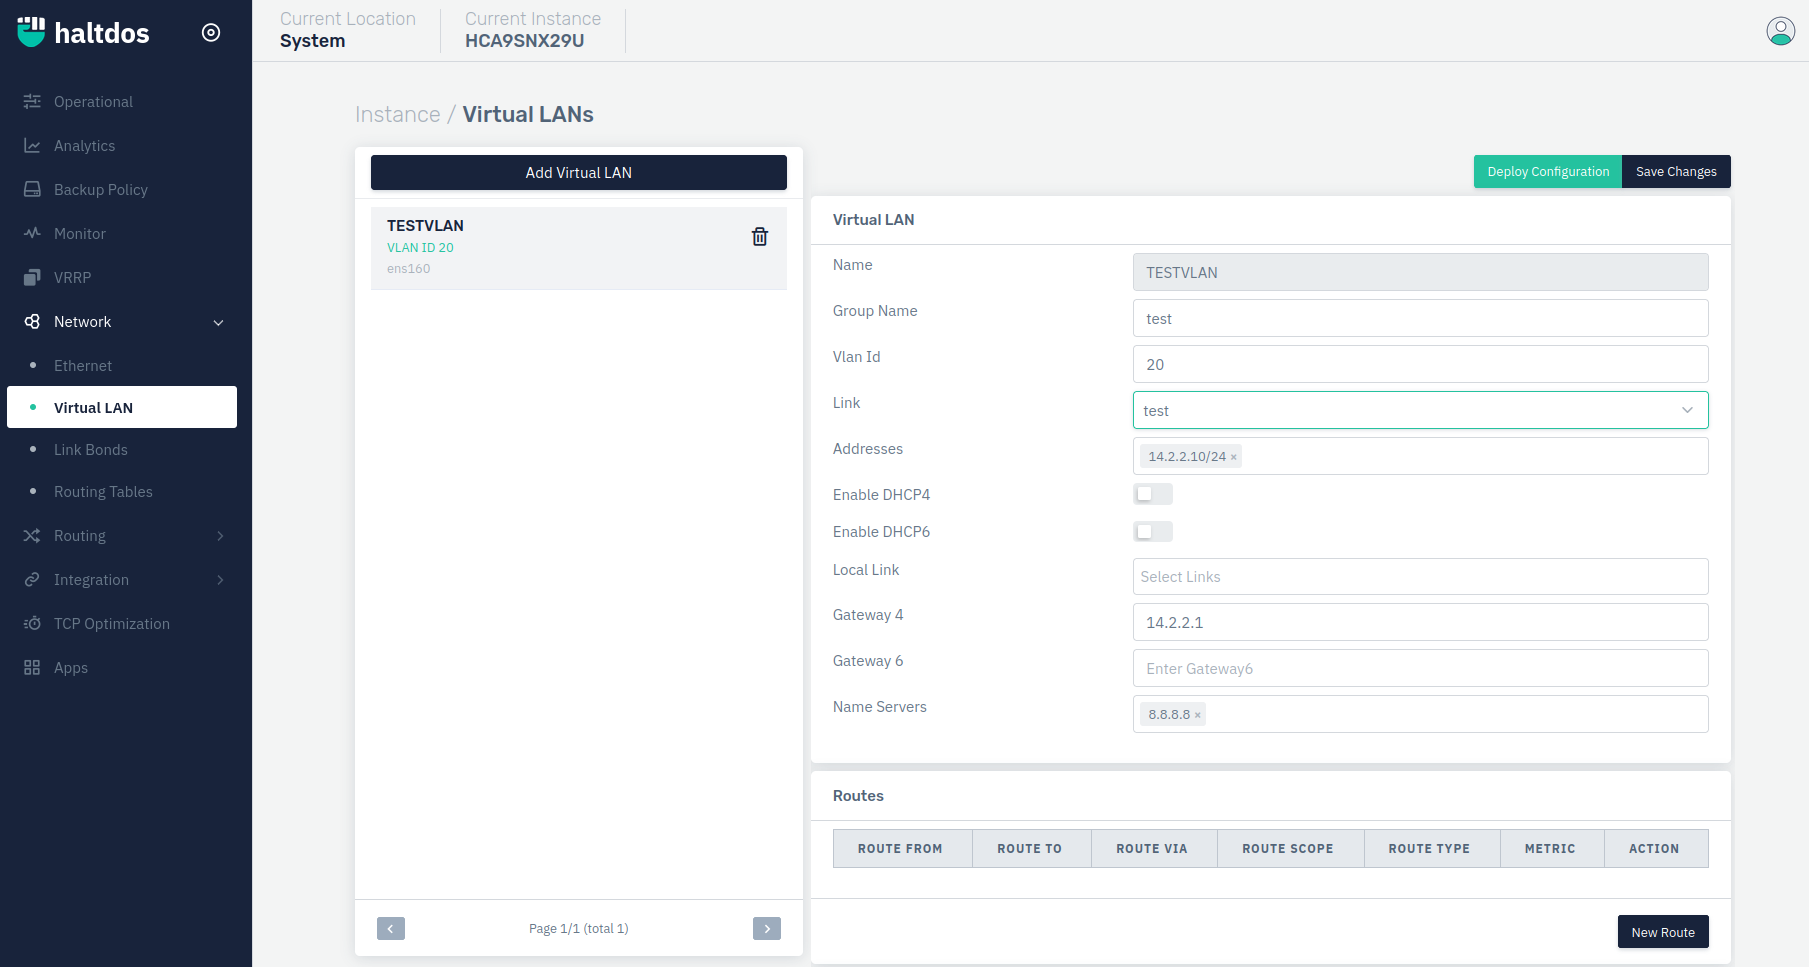 haltdos
Current Location
System
Current Instance
HCA9SNX29U
Operational
Analytics
Backup Policy
Monitor
VRRP
Network
Ethernet
Virtual LAN
Link Bonds
Routing Tables
Routing
Integration
TCP Optimization
Apps
Instance / Virtual LANs
Add Virtual LAN
TESTVLAN
VLAN ID 20
ens160
Page 1/1 (total 1)
Deploy Configuration
Save Changes
Virtual LAN
Name
TESTVLAN
Group Name
test
Vlan Id
20
Link
test
Addresses
14.2.2.10/24 ×
Enable DHCP4
Enable DHCP6
Local Link
Select Links
Gateway 4
14.2.2.1
Gateway 6
Enter Gateway6
Name Servers
8.8.8.8 ×
Routes
ROUTE FROM ROUTE TO ROUTE VIA ROUTE SCOPE ROUTE TYPE METRIC ACTION
New Route